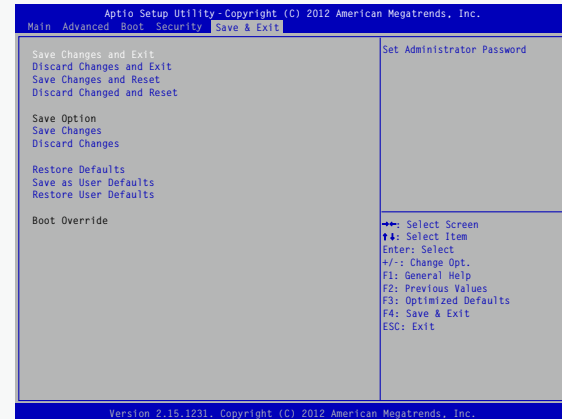 Aptio Setup Utility - Copyright (C) 2012 American Megatrends, Inc.
Main Advanced Boot Security Save & Exit
Save Changes and Exit
Discard Changes and Exit
Save Changes and Reset
Discard Changed and Reset
Save Option
Save Changes
Discard Changes
Restore Defaults
Save as User Defaults
Restore User Defaults
Boot Override
Set Administrator Password
→←: Select Screen
↑↓: Select Item
Enter: Select
+/-: Change Opt.
F1: General Help
F2: Previous Values
F3: Optimized Defaults
F4: Save & Exit
ESC: Exit
Version 2.15.1231. Copyright (C) 2012 American Megatrends, Inc.